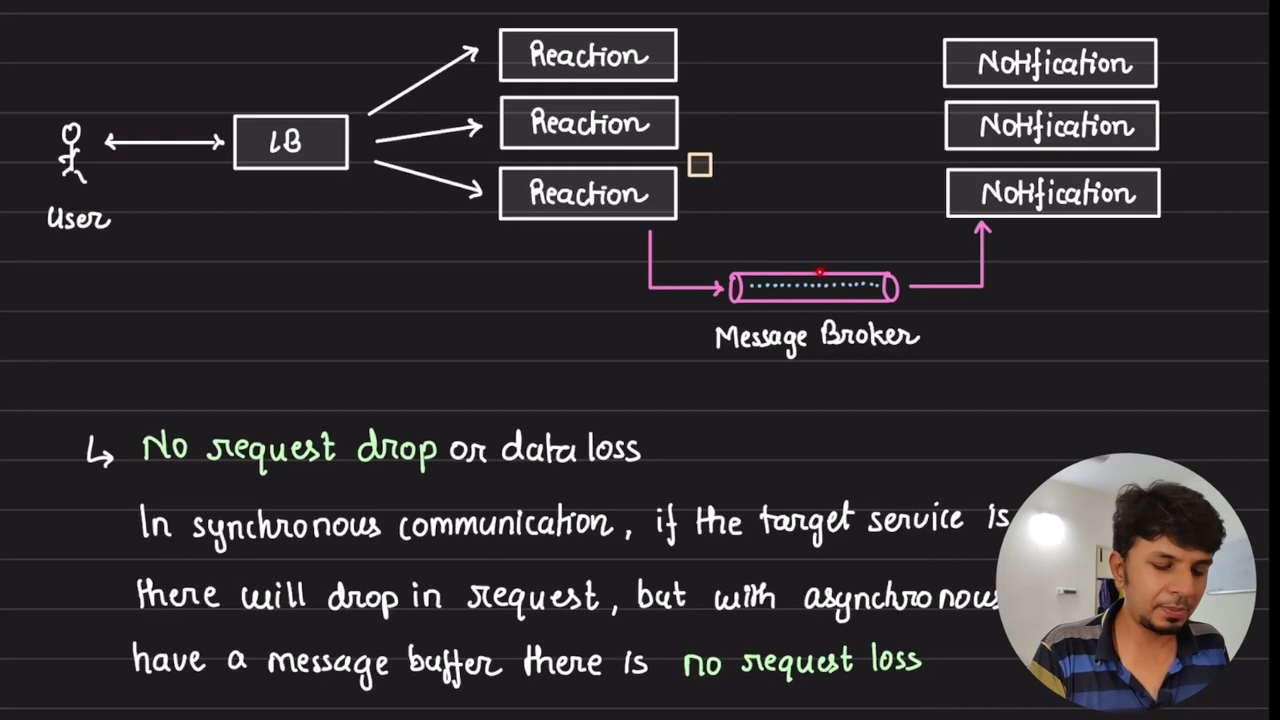 Reaction
Notification
Reaction
Notification
LB
Reaction
Notification
User
Message Broker
↳ No request drop or data loss
In synchronous communication, if the target service is
there will drop in request, but with asynchronous
have a message buffer there is no request loss